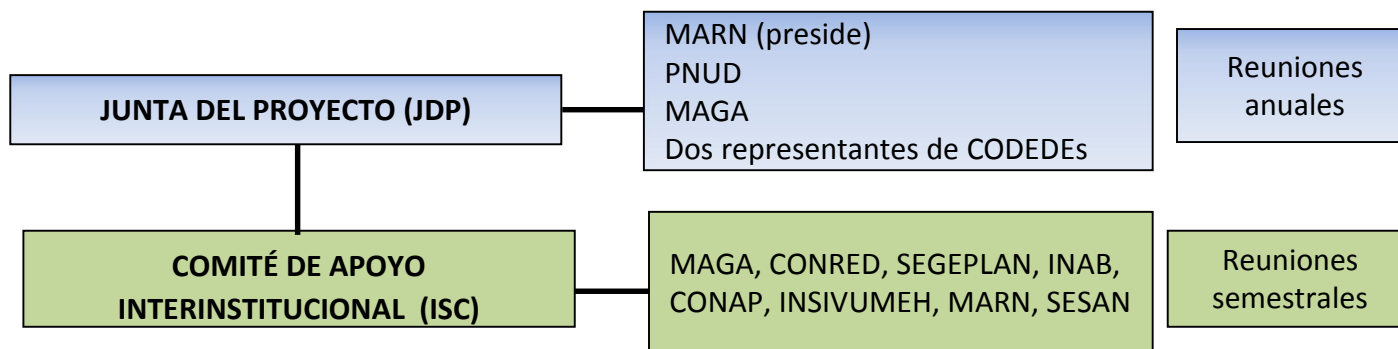 MARN (preside)
PNUD
MAGA
Dos representantes de CODEDEs
Reuniones
anuales
JUNTA DEL PROYECTO (JDP)
COMITÉ DE APOYO
INTERINSTITUCIONAL (ISC)
MAGA, CONRED, SEGEPLAN, INAB,
CONAP, INSIVUMEH, MARN, SESAN
Reuniones
semestrales